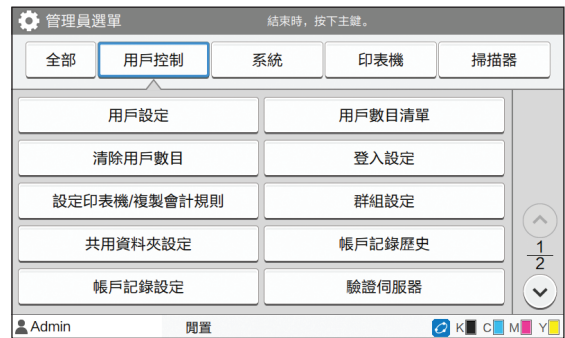 管理員選單 結束時，按下主鍵。
全部 用戶控制 系統 印表機 掃描器
用戶設定 用戶數目清單
清除用戶數目 登入設定
設定印表機/複製會計規則 群組設定
共用資料夾設定 帳戶記錄歷史
1
2
帳戶記錄設定 驗證伺服器
Admin 閒置 K C M Y